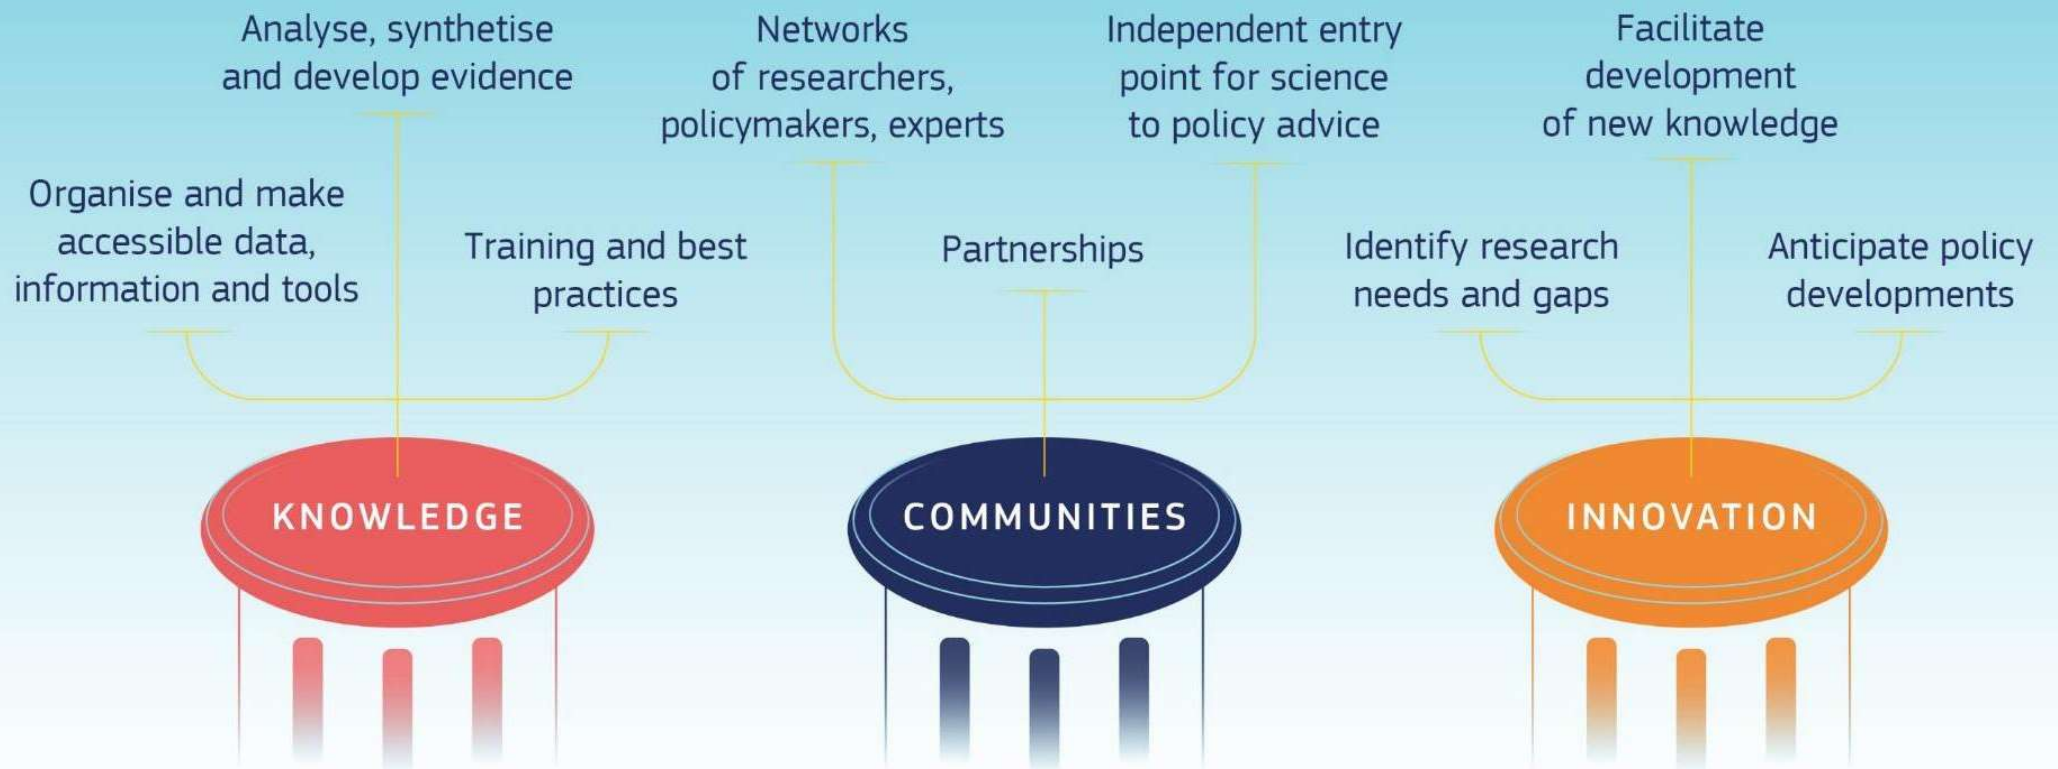 Analyse, synthetise
and develop evidence
Organise and make
accessible data,
information and tools
Training and best
practices
KNOWLEDGE
Networks
of researchers,
policymakers, experts
Partnerships
Independent entry
point for science
to policy advice
COMMUNITIES
Facilitate
development
of new knowledge
Identify research
needs and gaps
Anticipate policy
developments
INNOVATION